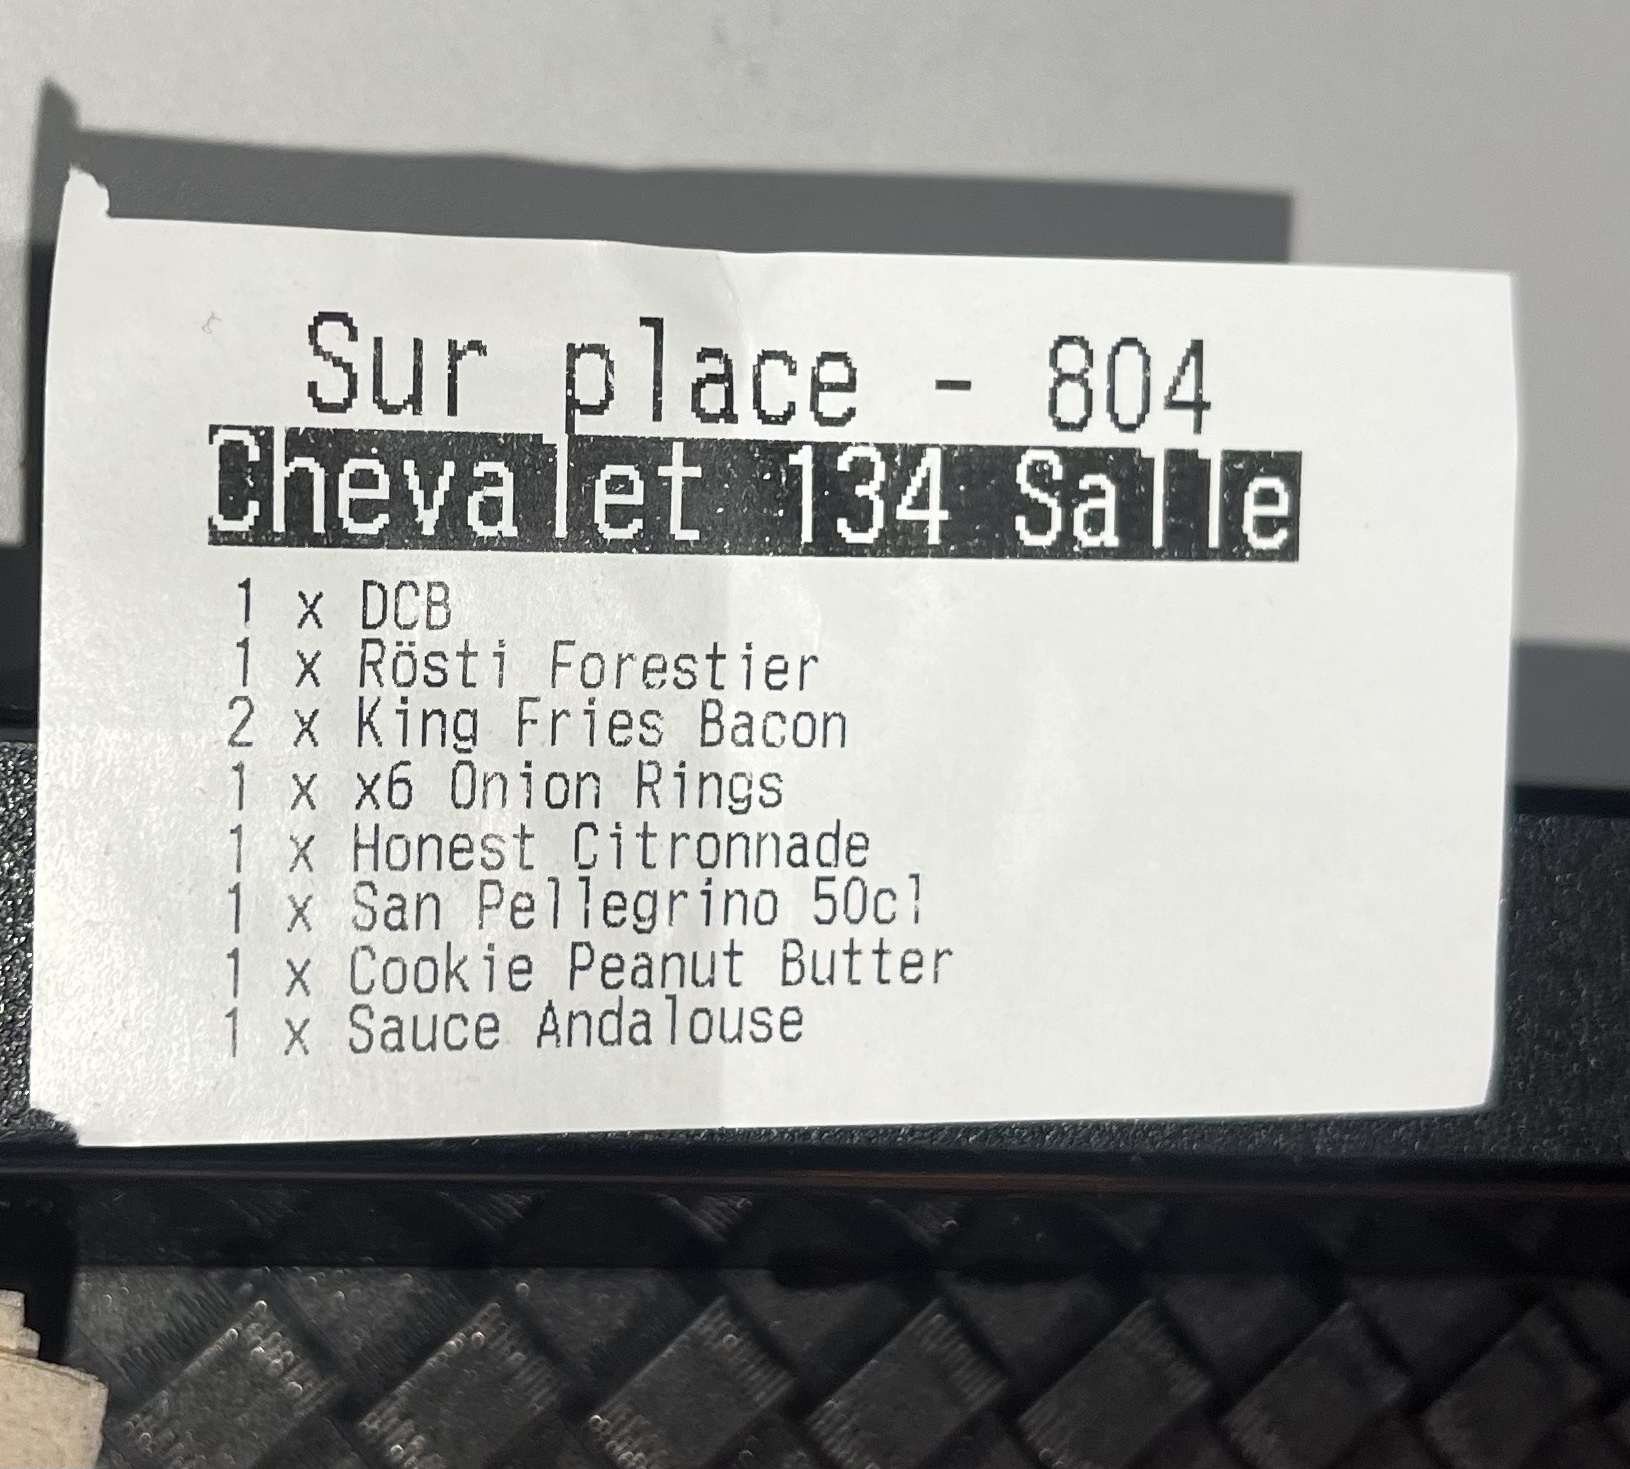 Sur place - 804
Chevalet 134 Salle
1 x DCB
1 x Rösti Forestier
2 x King Fries Bacon
1 x x6 Onion Rings
1 x Honest Citronnade
1 x San Pellegrino 50cl
1 x Cookie Peanut Butter
1 x Sauce Andalouse